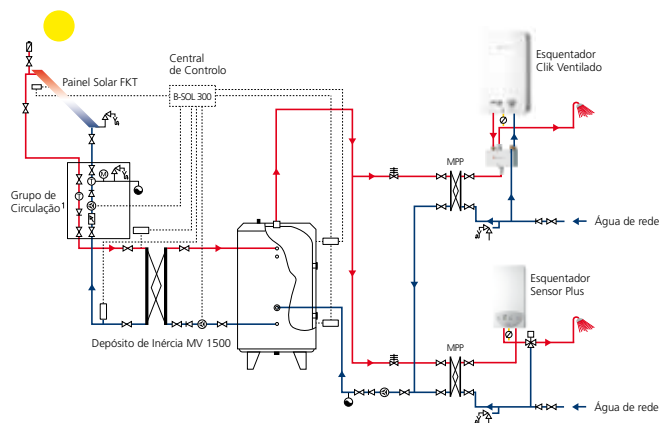 Painel Solar FKT
Central
de Controlo
B-SOL 300
Esquentador
Clik Ventilado
MPP
Grupo de
Circulação¹
T
M
T
Água de rede
Esquentador
Sensor Plus
Depósito de Inércia MV 1500
MPP
Água de rede